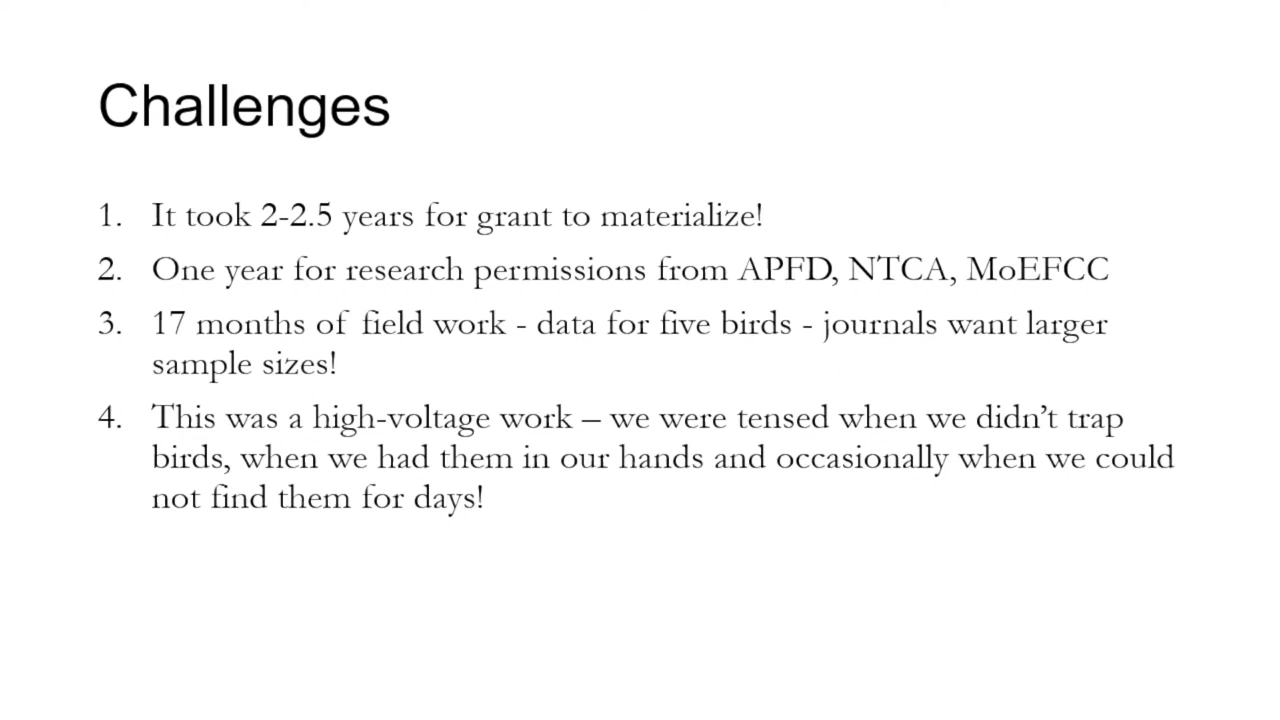 Challenges
1. It took 2-2.5 years for grant to materialize!
2. One year for research permissions from APFD, NTCA, MoEFCC
3. 17 months of field work - data for five birds - journals want larger
sample sizes!
4. This was a high-voltage work – we were tensed when we didn’t trap
birds, when we had them in our hands and occasionally when we could
not find them for days!